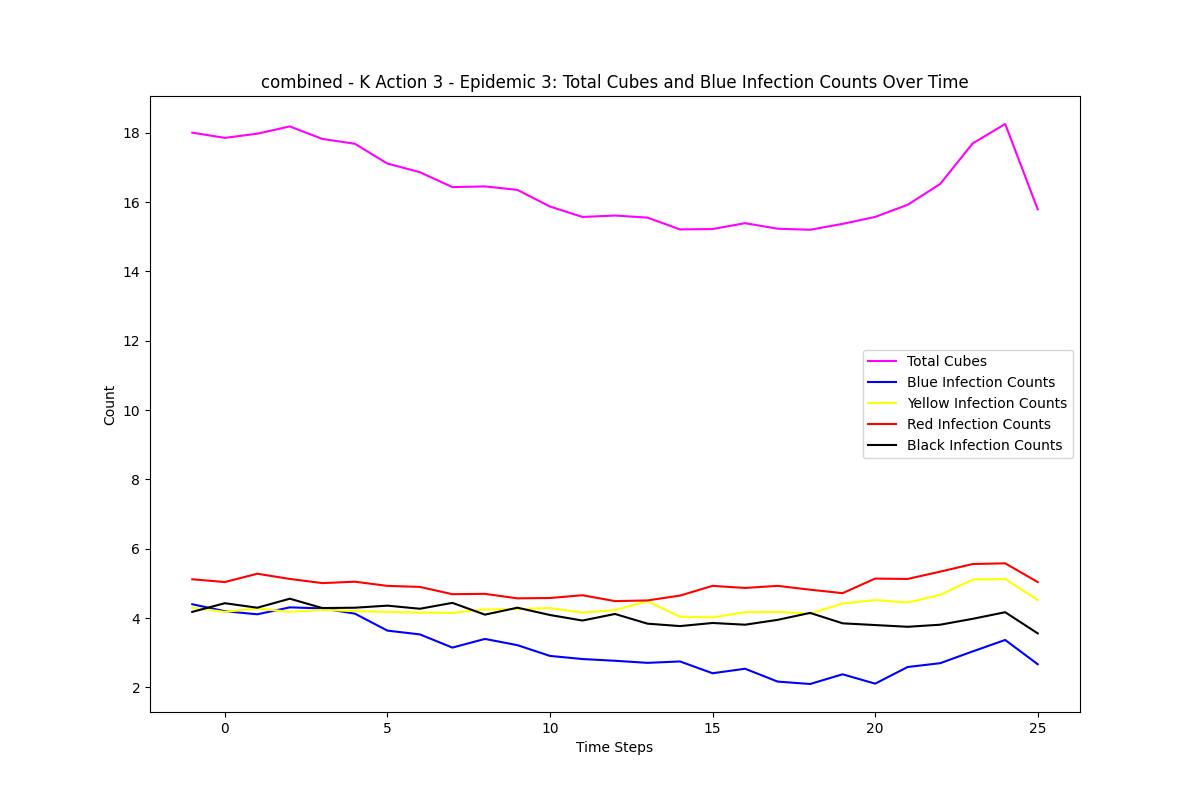 combined - K Action 3 - Epidemic 3: Total Cubes and Blue Infection Counts Over Time
18
16
14
12
10
8
6
4
2
Count
Total Cubes
Blue Infection Counts
Yellow Infection Counts
Red Infection Counts
Black Infection Counts
0 5 10 15 20 25
Time Steps